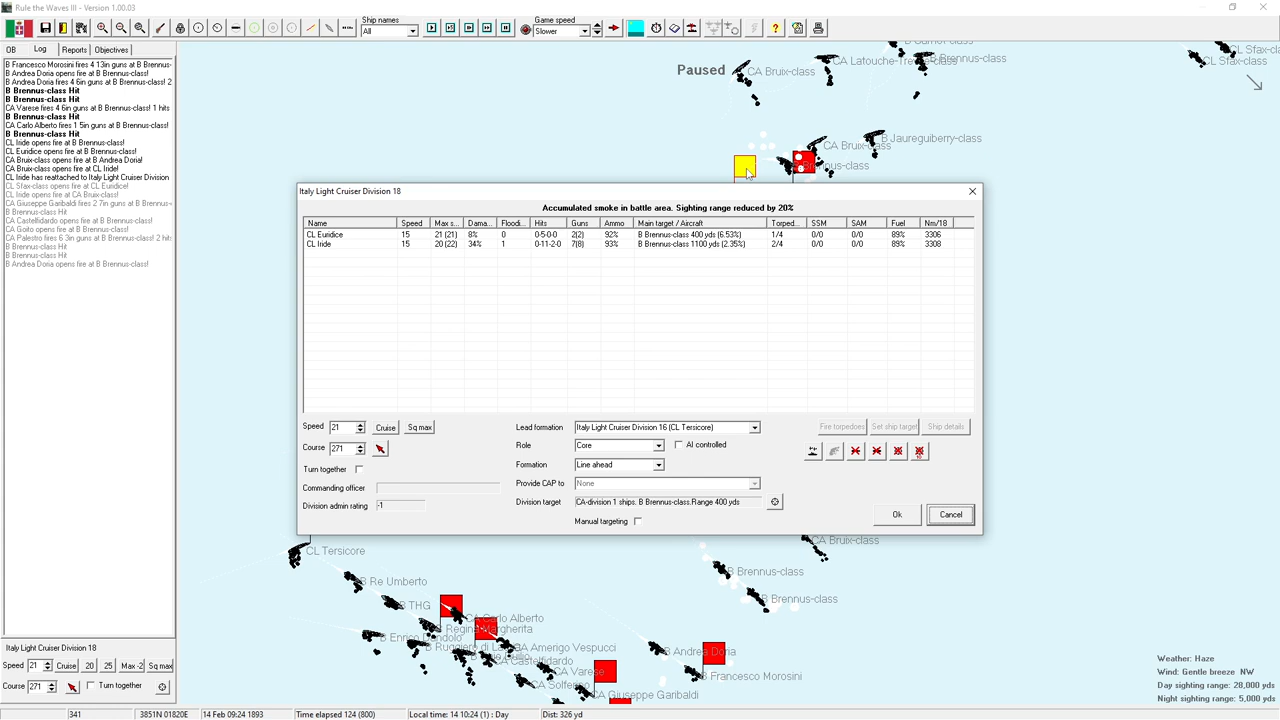 Rule the Waves III - Version 1.00.03
Ship names
All
Game speed
Slower
OB Log Reports Objectives
B Francesco Morosini fires 4 13in guns at B Brennus-
B Andrea Doria opens fire at B Brennus-class!
B Andrea Doria fires 4 6in guns at B Brennus-class! 2
B Brennus-class Hit
B Brennus-class Hit
CA Varese fires 4 6in guns at B Brennus-class! 1 hits
B Brennus-class Hit
CA Carlo Alberto fires 1 5in guns at B Brennus-class!
B Brennus-class Hit
CL Iride opens fire at B Brennus-class!
CL Euridice opens fire at B Brennus-class!
CA Bruix-class opens fire at B Andrea Doria!
CA Bruix-class opens fire at CL Iride!
CL Iride has reattached to Italy Light Cruiser Division
CL Sfax-class opens fire at CL Euridice!
CL Iride opens fire at CA Bruix-class!
CA Giuseppe Garibaldi fires 2 7in guns at B Brennus-
B Brennus-class Hit
CA Castelfidardo opens fire at B Brennus-class!
CA Goito opens fire at B Brennus-class!
CA Palestro fires 6 3in guns at B Brennus-class! 2 hit:
B Brennus-class Hit
B Brennus-class Hit
B Andrea Doria opens fire at B Brennus-class!
Paused
CA Bruix-class
CA Latouche-Tre
Brennus-class
CL Sfax-c
CL Sfax-class
CA Bruix-class
B Jaureguiberry-class
Brennus-class
Italy Light Cruiser Division 18
Accumulated smoke in battle area. Sighting range reduced by 20%
Name Speed Max s... Dama... Floodi... Hits Guns Ammo Main target / Aircraft Torped... SSM SAM Fuel Nm/18
CL Euridice 15 21 (21) 8% 0 0-5-0-0 2(2) 92% B Brennus-class 400 yds (6.53%) 1/4 0/0 0/0 89% 3306
CL Iride 15 20 (22) 34% 1 0-11-2-0 7(8) 93% B Brennus-class 1100 yds (2.35%) 2/4 0/0 0/0 89% 3308
Speed 21 Cruise Sq max
Course 271
Turn together
Commanding officer
Division admin rating -1
Lead formation Italy Light Cruiser Division 16 (CL Tersicore)
Role Core AI controlled
Formation Line ahead
Provide CAP to None
Division target CA-division 1 ships. B Brennus-class.Range 400 yds
Manual targeting
Fire torpedoes Set ship target Ship details
Ok Cancel
CL Tersicore
CA Bruix-class
B Re Umberto
B Brennus-class
B THG
B Brennus-class
CA Carlo Alberto
B Regina Margherita
B Enrico Dandolo
B Ruggiero di La
CA Amerigo Vespucci
CA Castelfidardo
B Andrea Doria
CA Varese
B Francesco Morosini
CA Solferino
CA Giuseppe Garibaldi
Italy Light Cruiser Division 18
Speed 21 Cruise 20 25 Max -2 Sq max
Course 271 Turn together
Weather: Haze
Wind: Gentle breeze NW
Day sighting range: 28,000 yds
Night sighting range: 5,000 yds
341 3851N 01820E 14 Feb 09:24 1893 Time elapsed 124 (800) Local time: 14 10:24 (1) : Day Dist: 326 yd